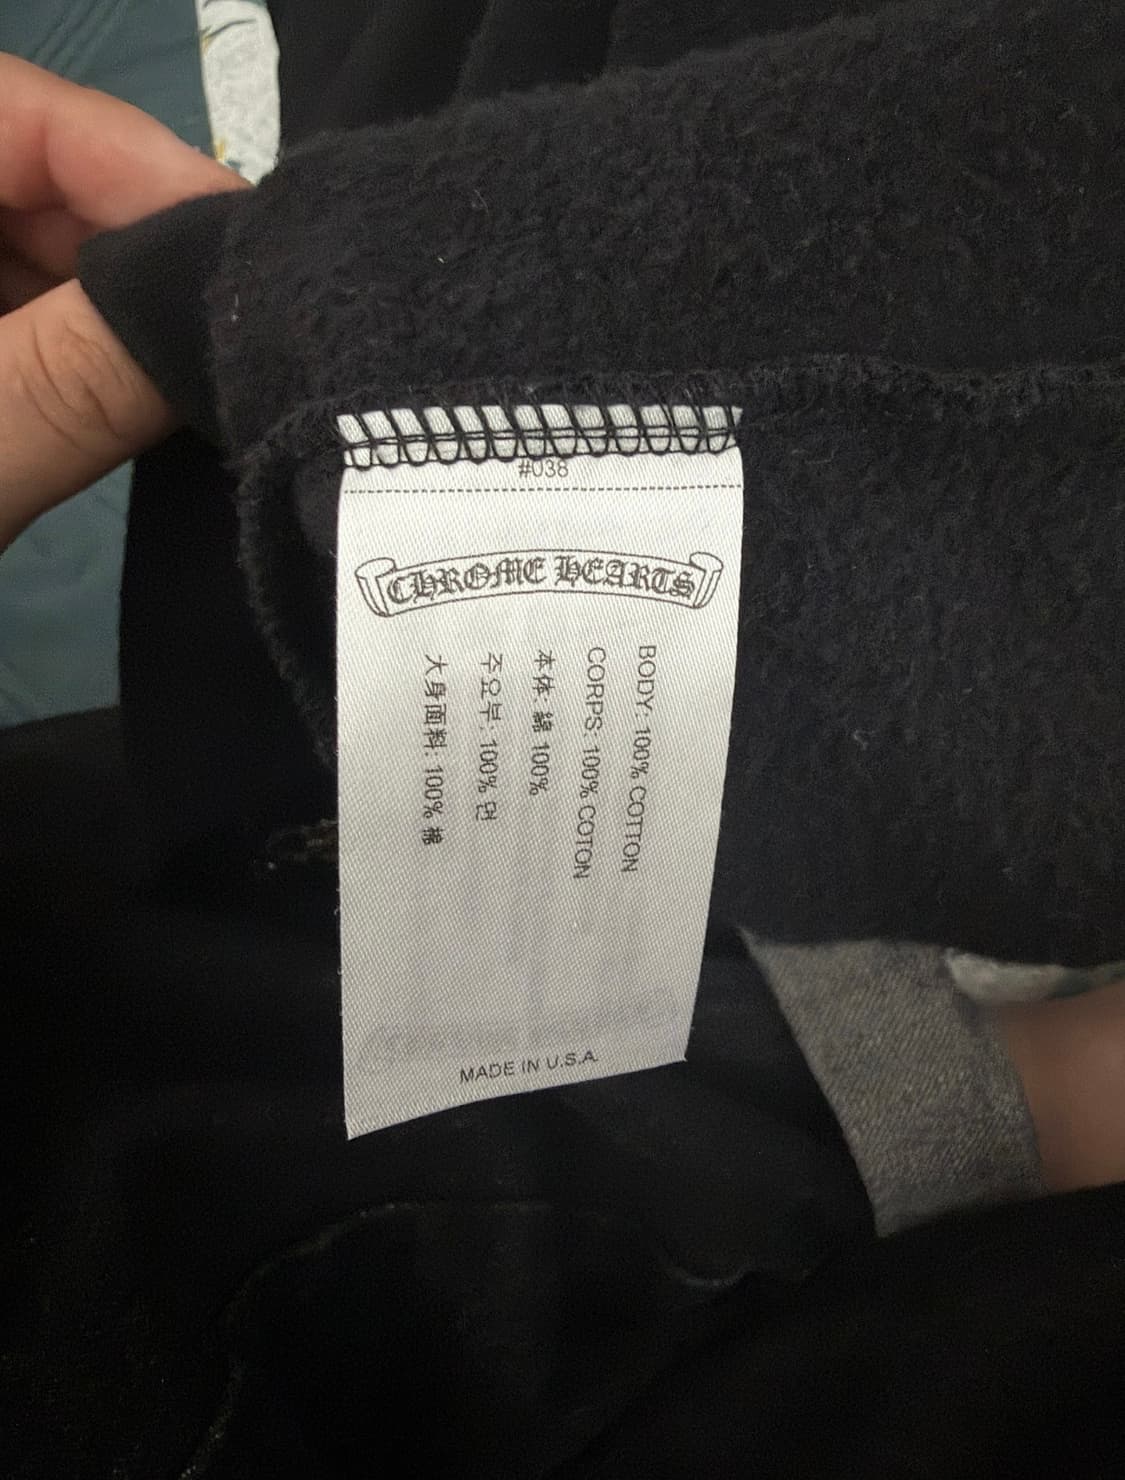 #038
CHROME HEARTS
BODY: 100% COTTON
CORPS: 100% COTON
本体: 綿 100%
주요부: 100% 면
大身面料: 100% 棉
MADE IN U.S.A.